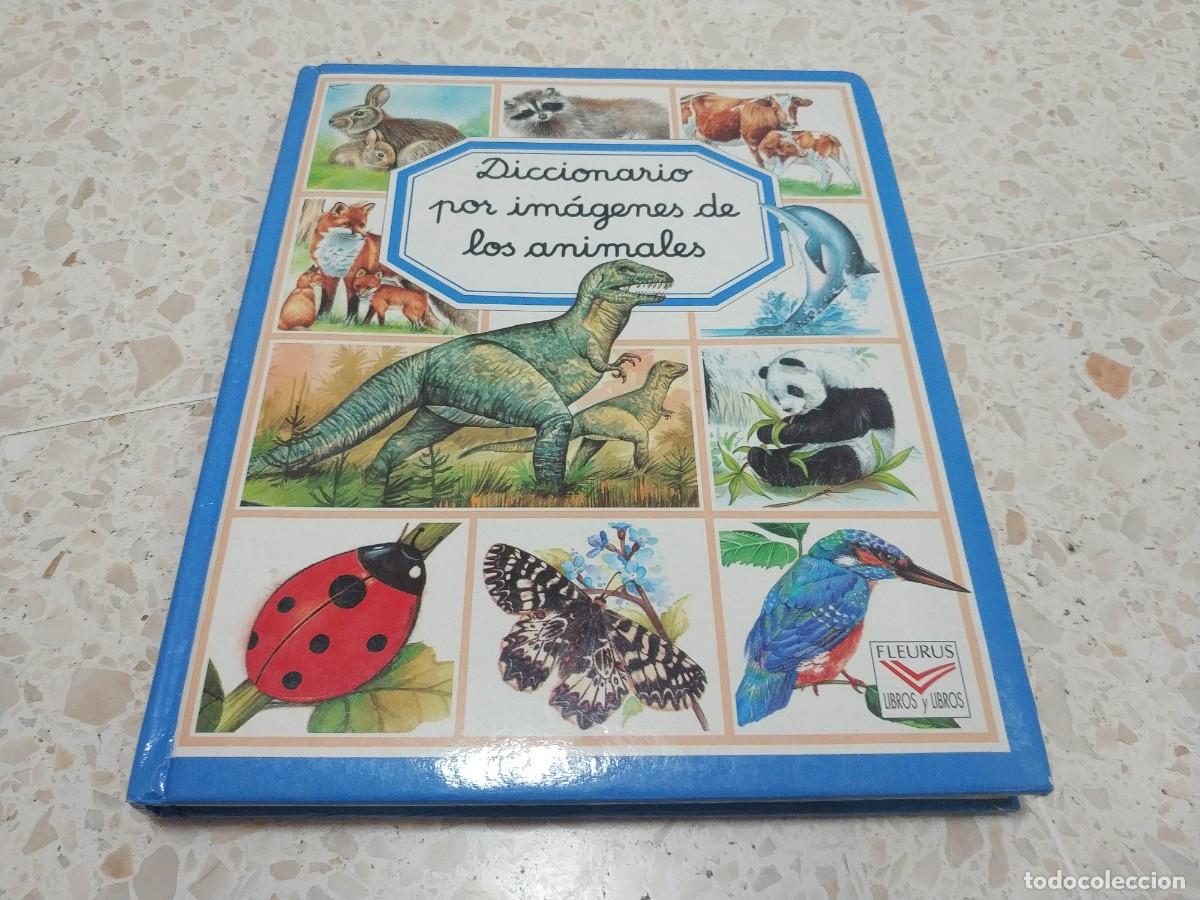 Diccionario
por imágenes de
los animales
FLEURUS
LIBROS y LIBROS
todocoleccion